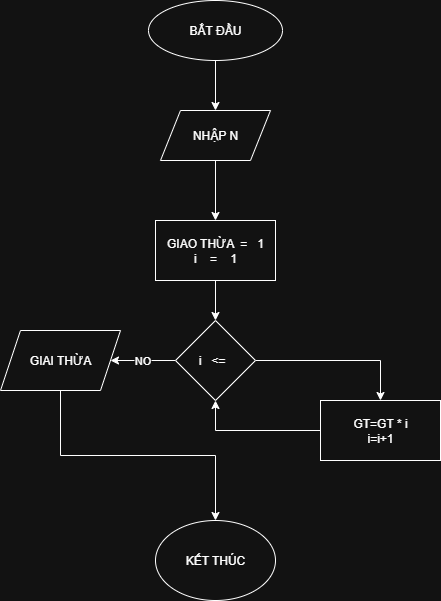 BẮT ĐẦU
NHẬP N
GIAO THỪA = 1
i = 1
i <=
NO
GIAI THỪA
GT=GT * i
i=i+1
KẾT THÚC